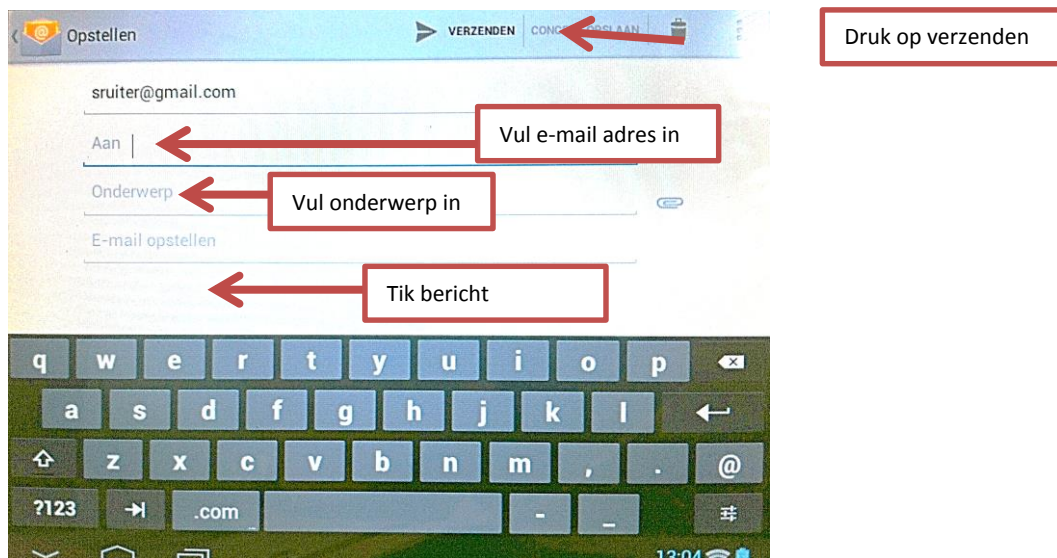 Opstellen
VERZENDEN
Druk op verzenden
sruiter@gmail.com
Aan
Vul e-mail adres in
Onderwerp
Vul onderwerp in
E-mail opstellen
Tik bericht
q w e r t y u i o p
a s d f g h j k l
z x c v b n m , . @
?123 .com - _
13:04